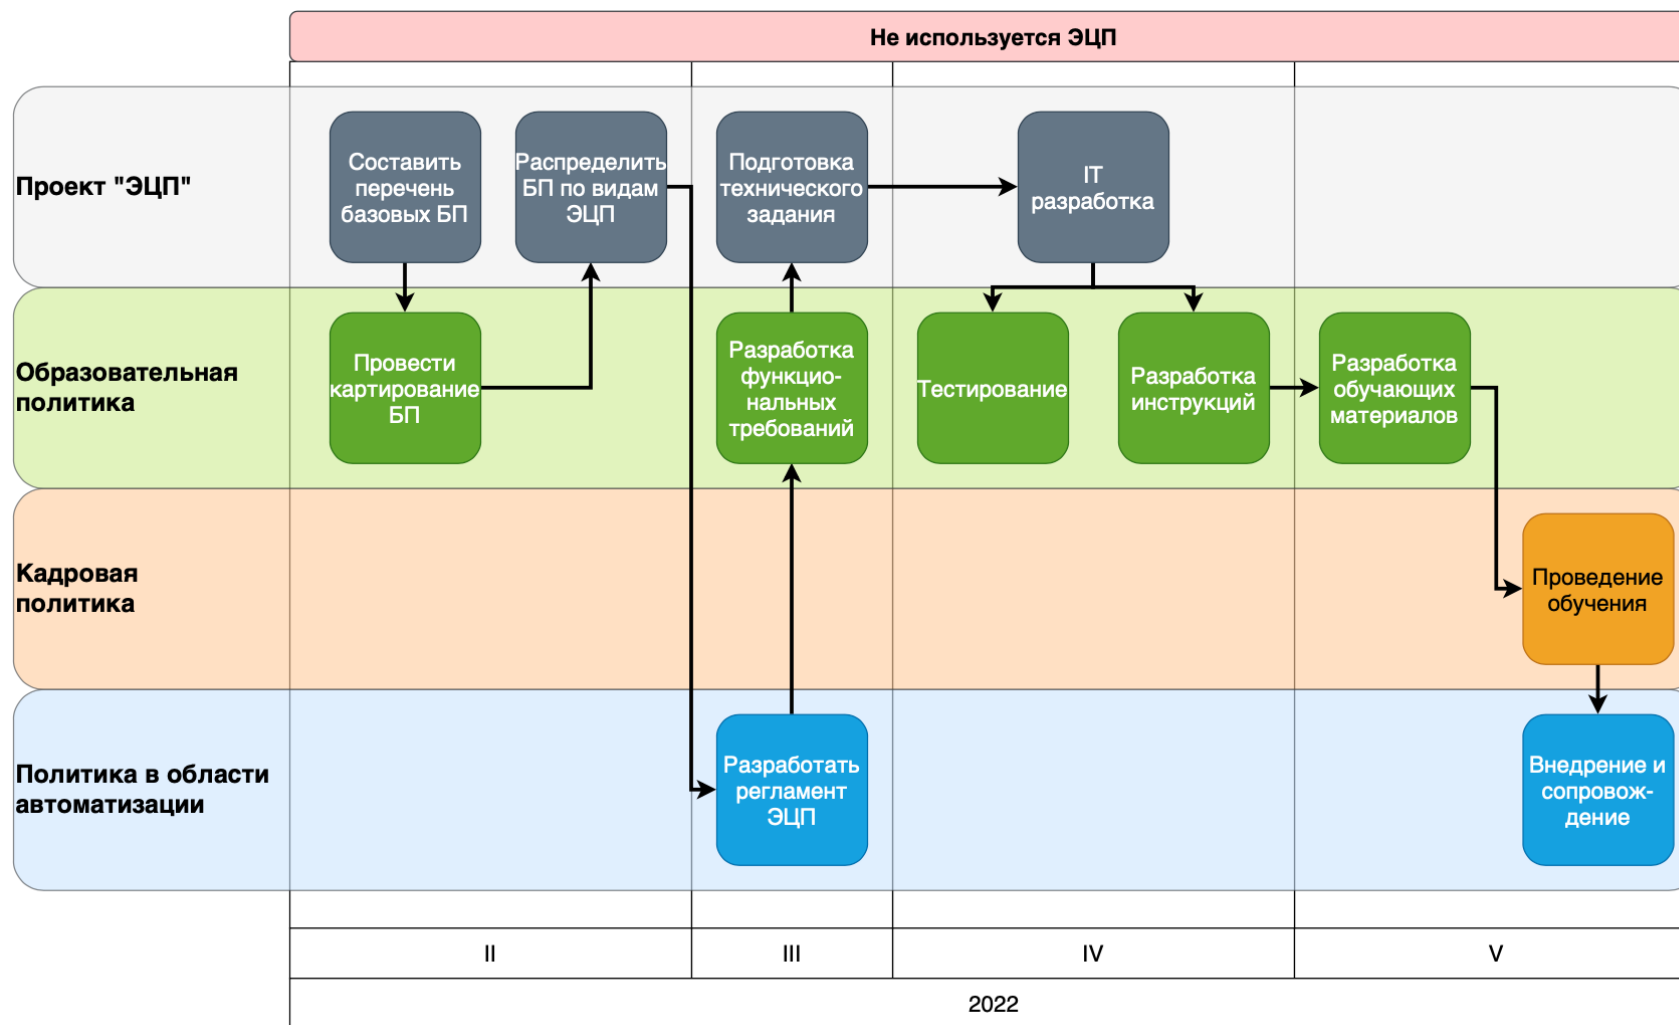 Не используется ЭЦП
Проект "ЭЦП"
Составить
перечень
базовых БП
Распределить
БП по видам
ЭЦП
Подготовка
технического
задания
IT
разработка
Образовательная
политика
Провести
картирование
БП
Разработка
функцио-
нальных
требований
Тестирование
Разработка
инструкций
Разработка
обучающих
материалов
Кадровая
политика
Проведение
обучения
Политика в области
автоматизации
Разработать
регламент
ЭЦП
Внедрение и
сопровож-
дение
II
III
IV
V
2022